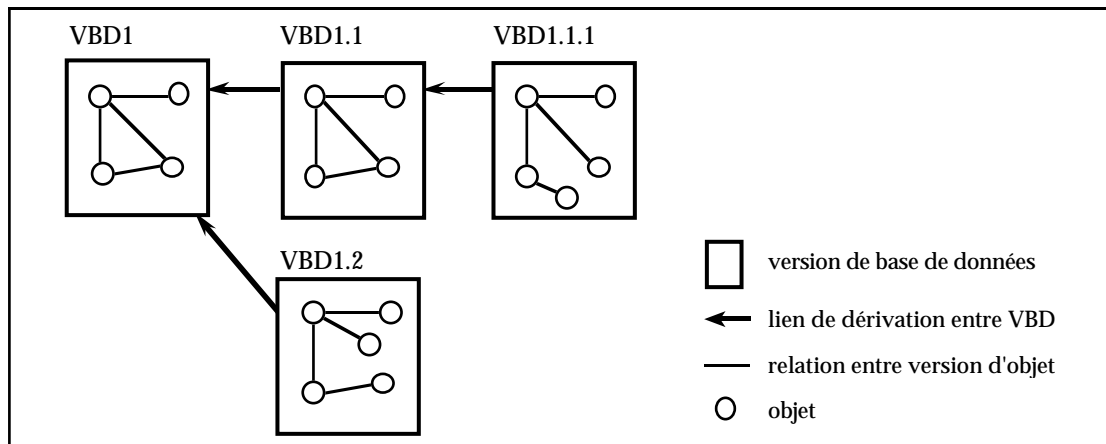 VBD1
VBD1.1
VBD1.1.1
VBD1.2
version de base de données
lien de dérivation entre VBD
relation entre version d'objet
objet